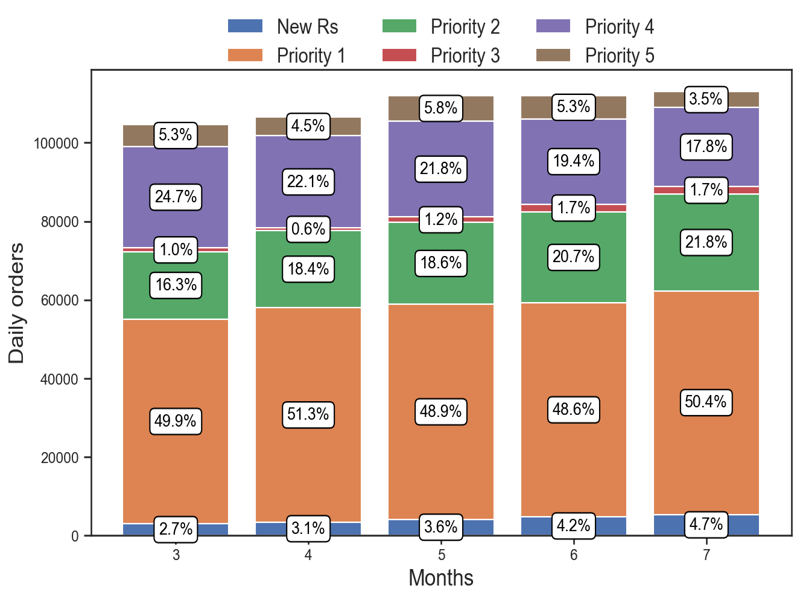 New Rs Priority 2 Priority 4
Priority 1 Priority 3 Priority 5
Daily orders
100000
80000
60000
40000
20000
0
5.3% 4.5% 5.8% 5.3% 3.5%
24.7% 22.1% 21.8% 19.4% 17.8%
1.0% 0.6% 1.2% 1.7% 1.7%
16.3% 18.4% 18.6% 20.7% 21.8%
49.9% 51.3% 48.9% 48.6% 50.4%
2.7% 3.1% 3.6% 4.2% 4.7%
3 4 5 6 7
Months